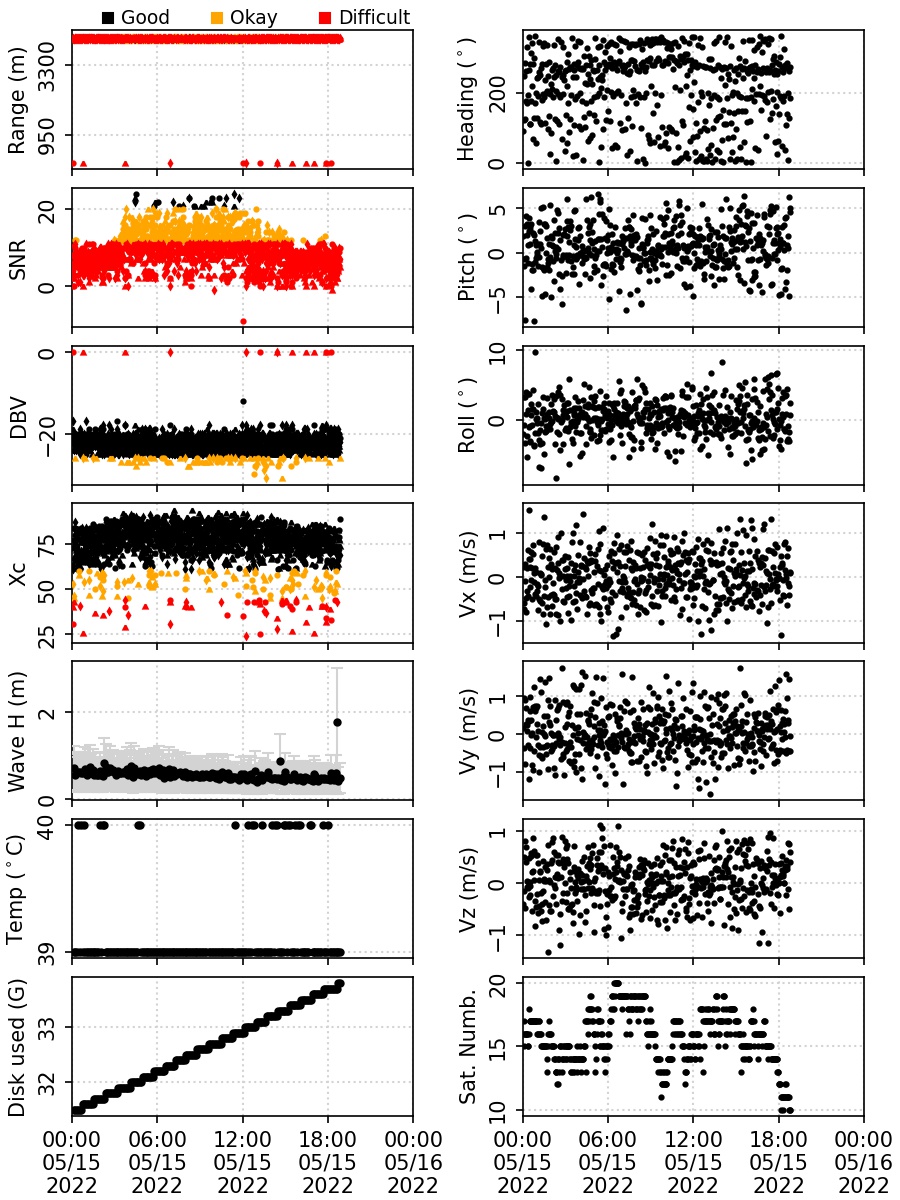 Good Okay Difficult
Range (m)
3300
950
Heading (°)
200
0
SNR
20
0
Pitch (°)
5
0
−5
DBV
0
−20
Roll (°)
10
0
Xc
75
50
25
Vx (m/s)
1
0
−1
Wave H (m)
2
0
Vy (m/s)
1
0
−1
Temp (°C)
40
39
Vz (m/s)
1
0
−1
Disk used (G)
33
32
Sat. Numb.
20
15
10
00:00 06:00 12:00 18:00 00:00
05/15 05/15 05/15 05/15 05/16
2022 2022 2022 2022 2022
00:00 06:00 12:00 18:00 00:00
05/15 05/15 05/15 05/15 05/16
2022 2022 2022 2022 2022